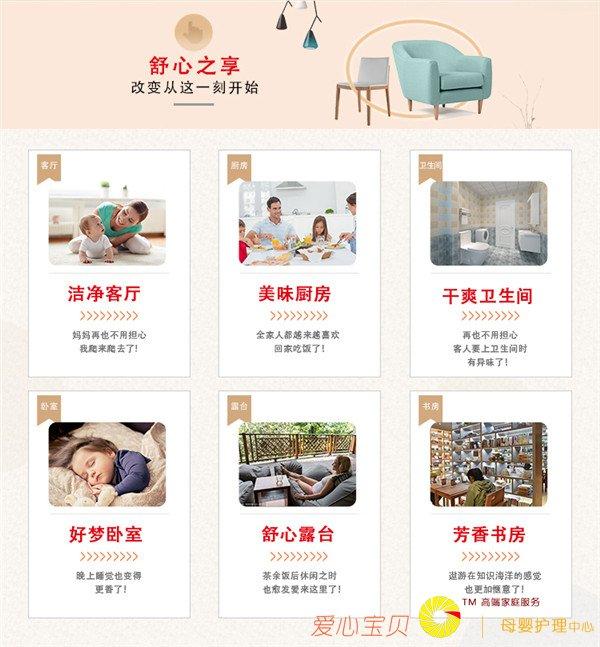 舒心之享
改变从这一刻开始
客厅
洁净客厅
妈妈再也不用担心
我爬来爬去了!
厨房
美味厨房
全家人都越来越喜欢
回家吃饭了!
卫生间
干爽卫生间
再也不用担心
客人要上卫生间时
有异味了!
卧室
好梦卧室
晚上睡觉也变得
更香了!
露台
舒心露台
茶余饭后休闲之时
也愈发爱来这里了!
书房
芳香书房
遨游在知识海洋的感觉
也更加惬意了!
TM 高端家庭服务
爱心宝贝
母婴护理中心